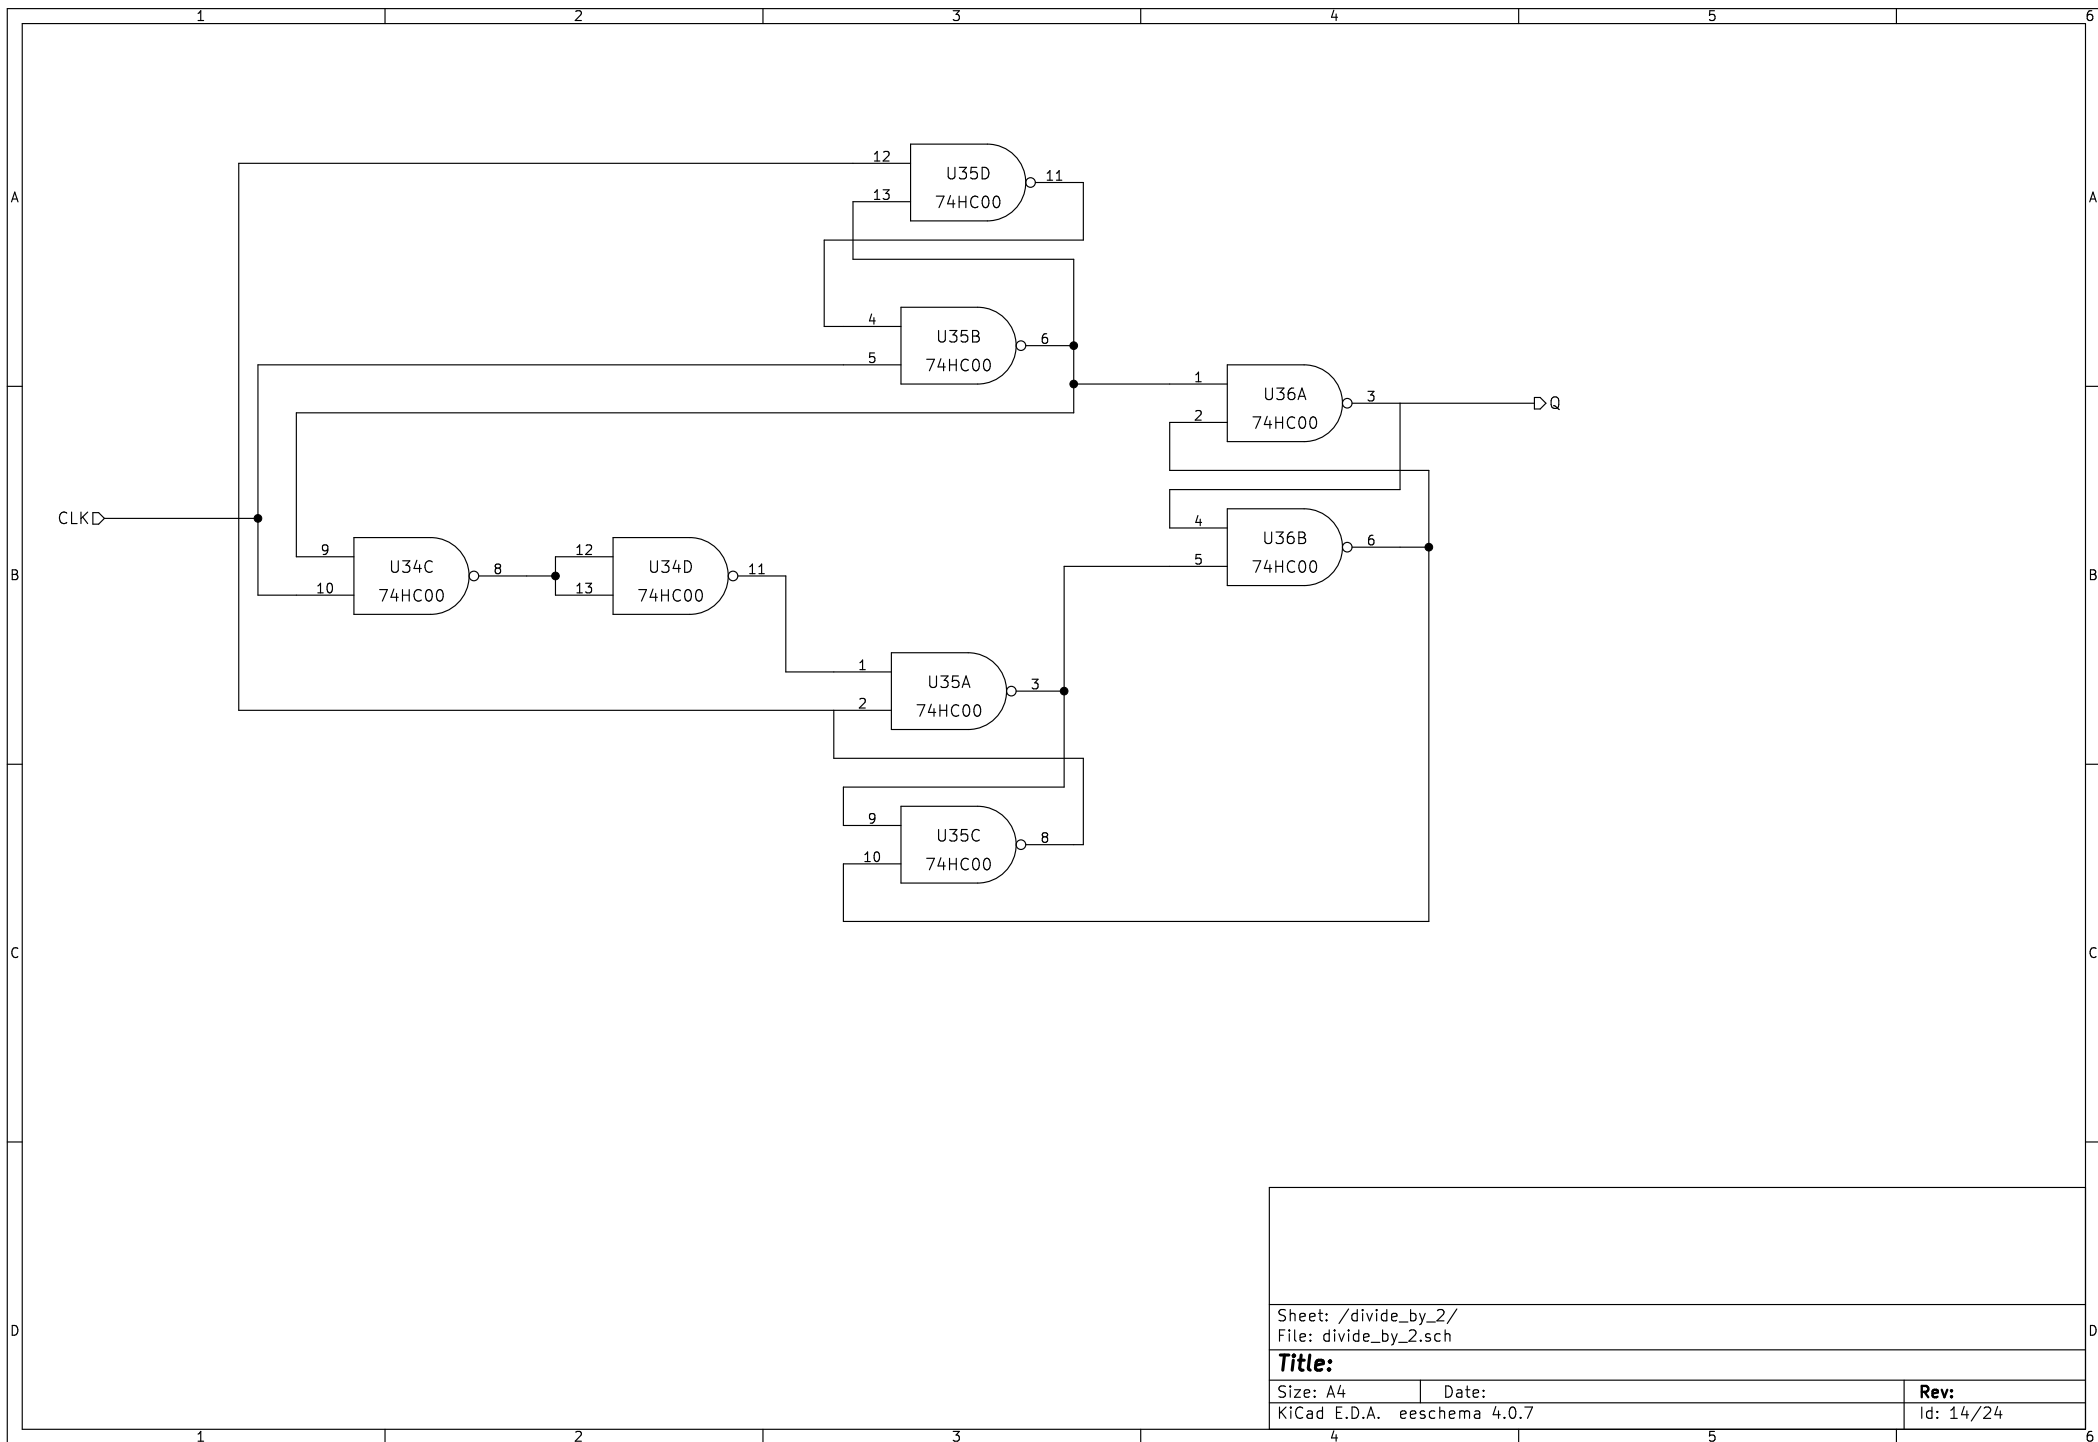 1 2 3 4 5 6
A A
B B
C C
D D
12
13
U35D
74HC00
11
4
5
U35B
74HC00
6
1
2
U36A
74HC00
3
Q
CLK
9
10
U34C
74HC00
8
12
13
U34D
74HC00
11
4
5
U36B
74HC00
6
1
2
U35A
74HC00
3
9
10
U35C
74HC00
8
Sheet: /divide_by_2/
File: divide_by_2.sch
Title:
Size: A4 Date: Rev:
KiCad E.D.A. eeschema 4.0.7 Id: 14/24
1 2 3 4 5 6